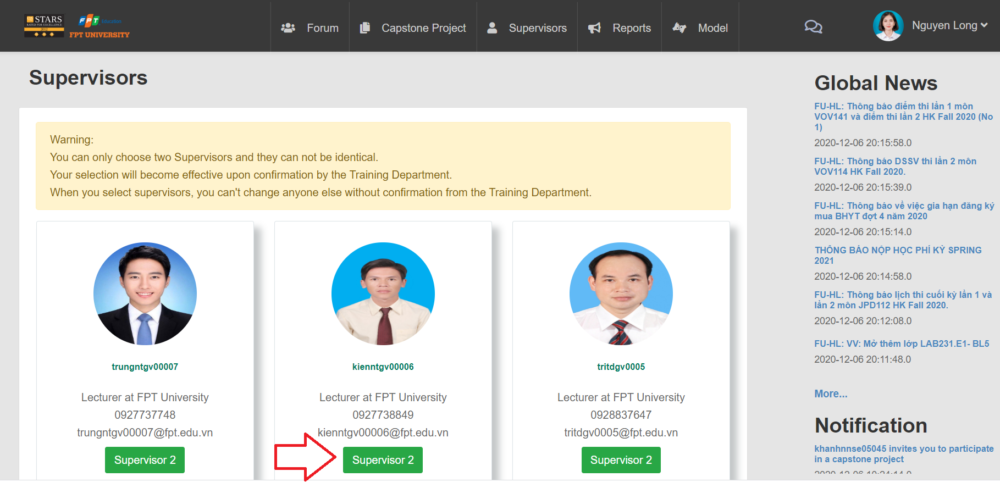 STARS
RATED FOR EXCELLENCE
2012
FPT Education
FPT UNIVERSITY
Forum
Capstone Project
Supervisors
Reports
Model
Nguyen Long
Supervisors
Warning:
You can only choose two Supervisors and they can not be identical.
Your selection will become effective upon confirmation by the Training Department.
When you select supervisors, you can't change anyone else without confirmation from the Training Department.
trungntgv00007
Lecturer at FPT University
0927737748
trungntgv00007@fpt.edu.vn
Supervisor 2
kienntgv00006
Lecturer at FPT University
0927738849
kienntgv00006@fpt.edu.vn
Supervisor 2
tritdgv0005
Lecturer at FPT University
0928837647
tritdgv0005@fpt.edu.vn
Supervisor 2
Global News
FU-HL: Thông báo điểm thi lần 1 môn
VOV141 và điểm thi lần 2 HK Fall 2020 (No
1)
2020-12-06 20:15:58.0
FU-HL: Thông báo DSSV thi lần 2 môn
VOV114 HK Fall 2020.
2020-12-06 20:15:39.0
FU-HL: Thông báo về việc gia hạn đăng ký
mua BHYT đợt 4 năm 2020
2020-12-06 20:15:14.0
THÔNG BÁO NỘP HỌC PHÍ KỲ SPRING
2021
2020-12-06 20:14:58.0
FU-HL: Thông báo lịch thi cuối kỳ lần 1 và
lần 2 môn JPD112 HK Fall 2020.
2020-12-06 20:12:08.0
FU-HL: VV: Mở thêm lớp LAB231.E1- BL5
2020-12-06 20:11:48.0
More...
Notification
khanhnnse05045 invites you to participate
in a capstone project